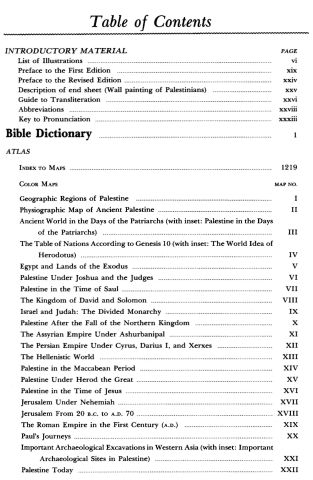 Table of Contents
INTRODUCTORY MATERIAL PAGE
List of Illustrations vi
Preface to the First Edition xix
Preface to the Revised Edition xxiv
Description of end sheet (Wall painting of Palestinians) xxv
Guide to Transliteration xxvi
Abbreviations xxviii
Key to Pronunciation xxxiii
Bible Dictionary 1
ATLAS
INDEX TO MAPS 1219
COLOR MAPS MAP NO.
Geographic Regions of Palestine I
Physiographic Map of Ancient Palestine II
Ancient World in the Days of the Patriarchs (with inset: Palestine in the Days
of the Patriarchs) III
The Table of Nations According to Genesis 10 (with inset: The World Idea of
Herodotus) IV
Egypt and Lands of the Exodus V
Palestine Under Joshua and the Judges VI
Palestine in the Time of Saul VII
The Kingdom of David and Solomon VIII
Israel and Judah: The Divided Monarchy IX
Palestine After the Fall of the Northern Kingdom X
The Assyrian Empire Under Ashurbanipal XI
The Persian Empire Under Cyrus, Darius I, and Xerxes XII
The Hellenistic World XIII
Palestine in the Maccabean Period XIV
Palestine Under Herod the Great XV
Palestine in the Time of Jesus XVI
Jerusalem Under Nehemiah XVII
Jerusalem From 20 B.C. to A.D. 70 XVIII
The Roman Empire in the First Century (A.D.) XIX
Paul's Journeys XX
Important Archaeological Excavations in Western Asia (with inset: Important
Archaeological Sites in Palestine) XXI
Palestine Today XXII